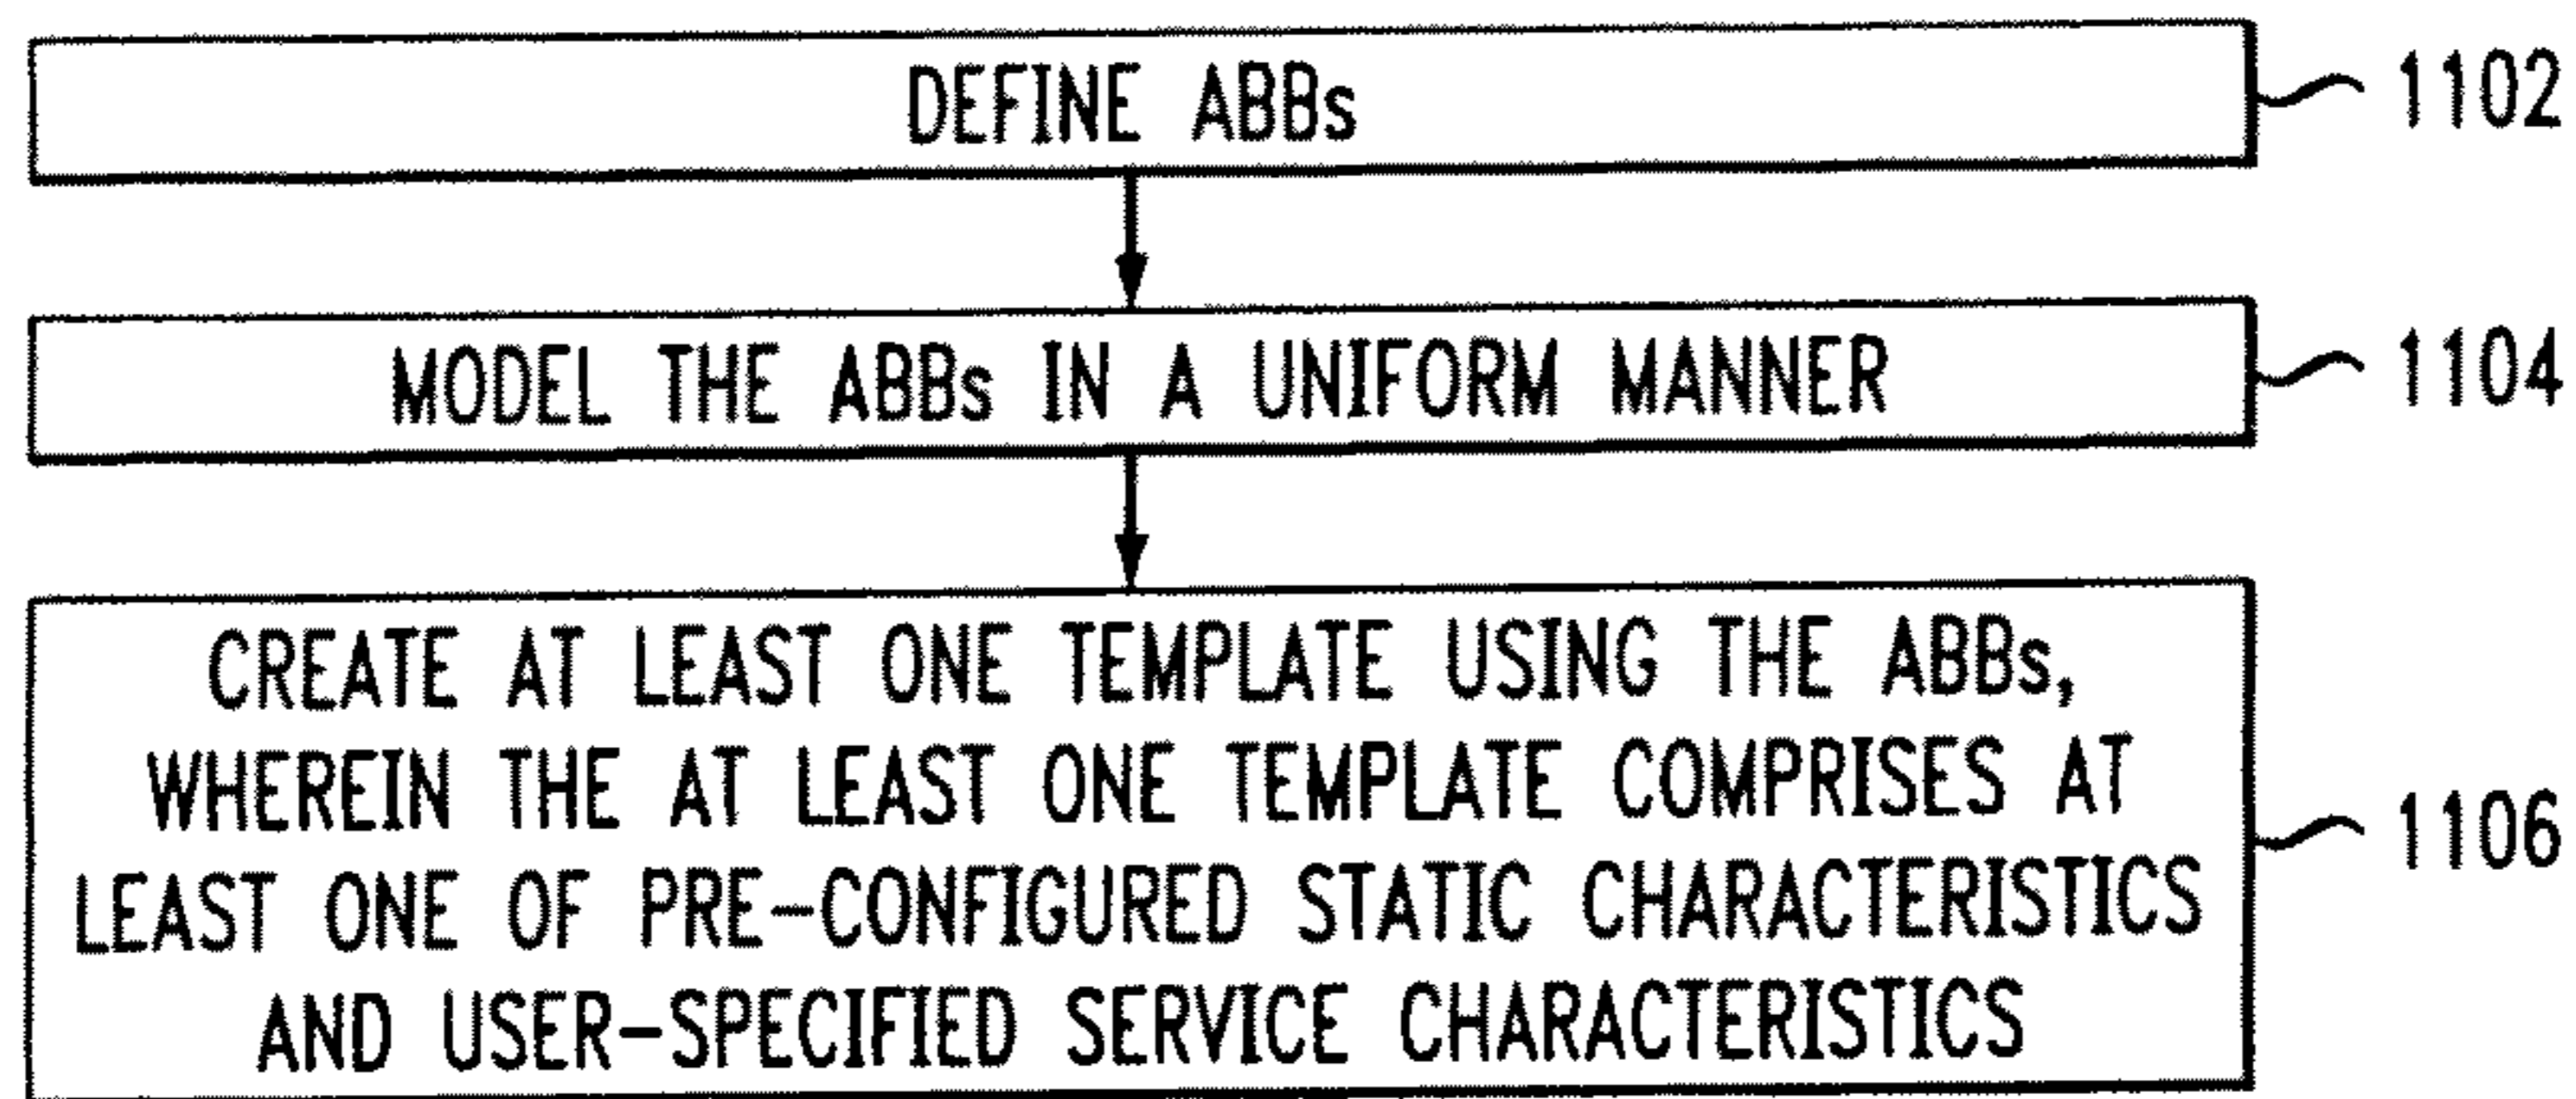 DEFINE ABBs
1102
MODEL THE ABBs IN A UNIFORM MANNER
1104
CREATE AT LEAST ONE TEMPLATE USING THE ABBs,
WHEREIN THE AT LEAST ONE TEMPLATE COMPRISES AT
LEAST ONE OF PRE-CONFIGURED STATIC CHARACTERISTICS
AND USER-SPECIFIED SERVICE CHARACTERISTICS
1106